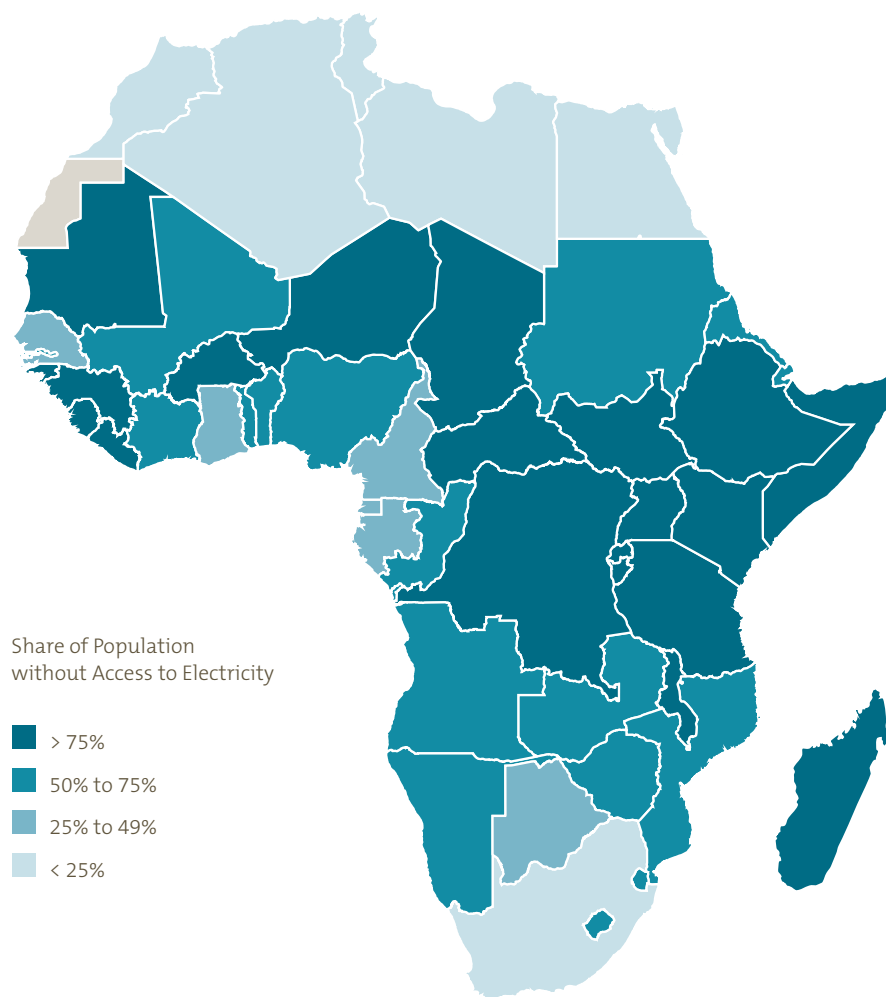 Share of Population
without Access to Electricity
> 75%
50% to 75%
25% to 49%
< 25%